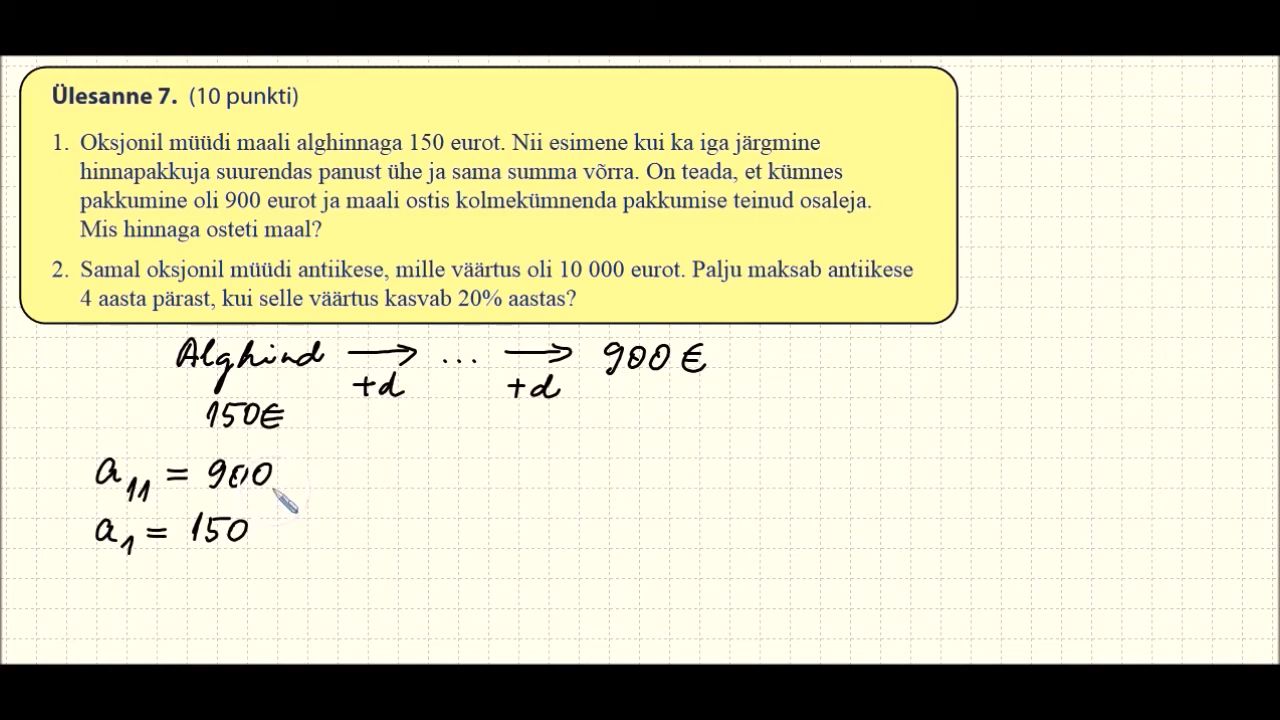 Ülesanne 7. (10 punkti)
1. Oksjonil müüdi maali alghinnaga 150 eurot. Nii esimene kui ka iga järgmine
hinnapakkuja suurendas panust ühe ja sama summa võrra. On teada, et kümnes
pakkumine oli 900 eurot ja maali ostis kolmekümnenda pakkumise teinud osaleja.
Mis hinnaga osteti maal?
2. Samal oksjonil müüdi antiikese, mille väärtus oli 10 000 eurot. Palju maksab antiikese
4 aasta pärast, kui selle väärtus kasvab 20% aastas?
Alghind → ... → 900 €
+d +d
150€
a₁₁ = 900
a₁ = 150